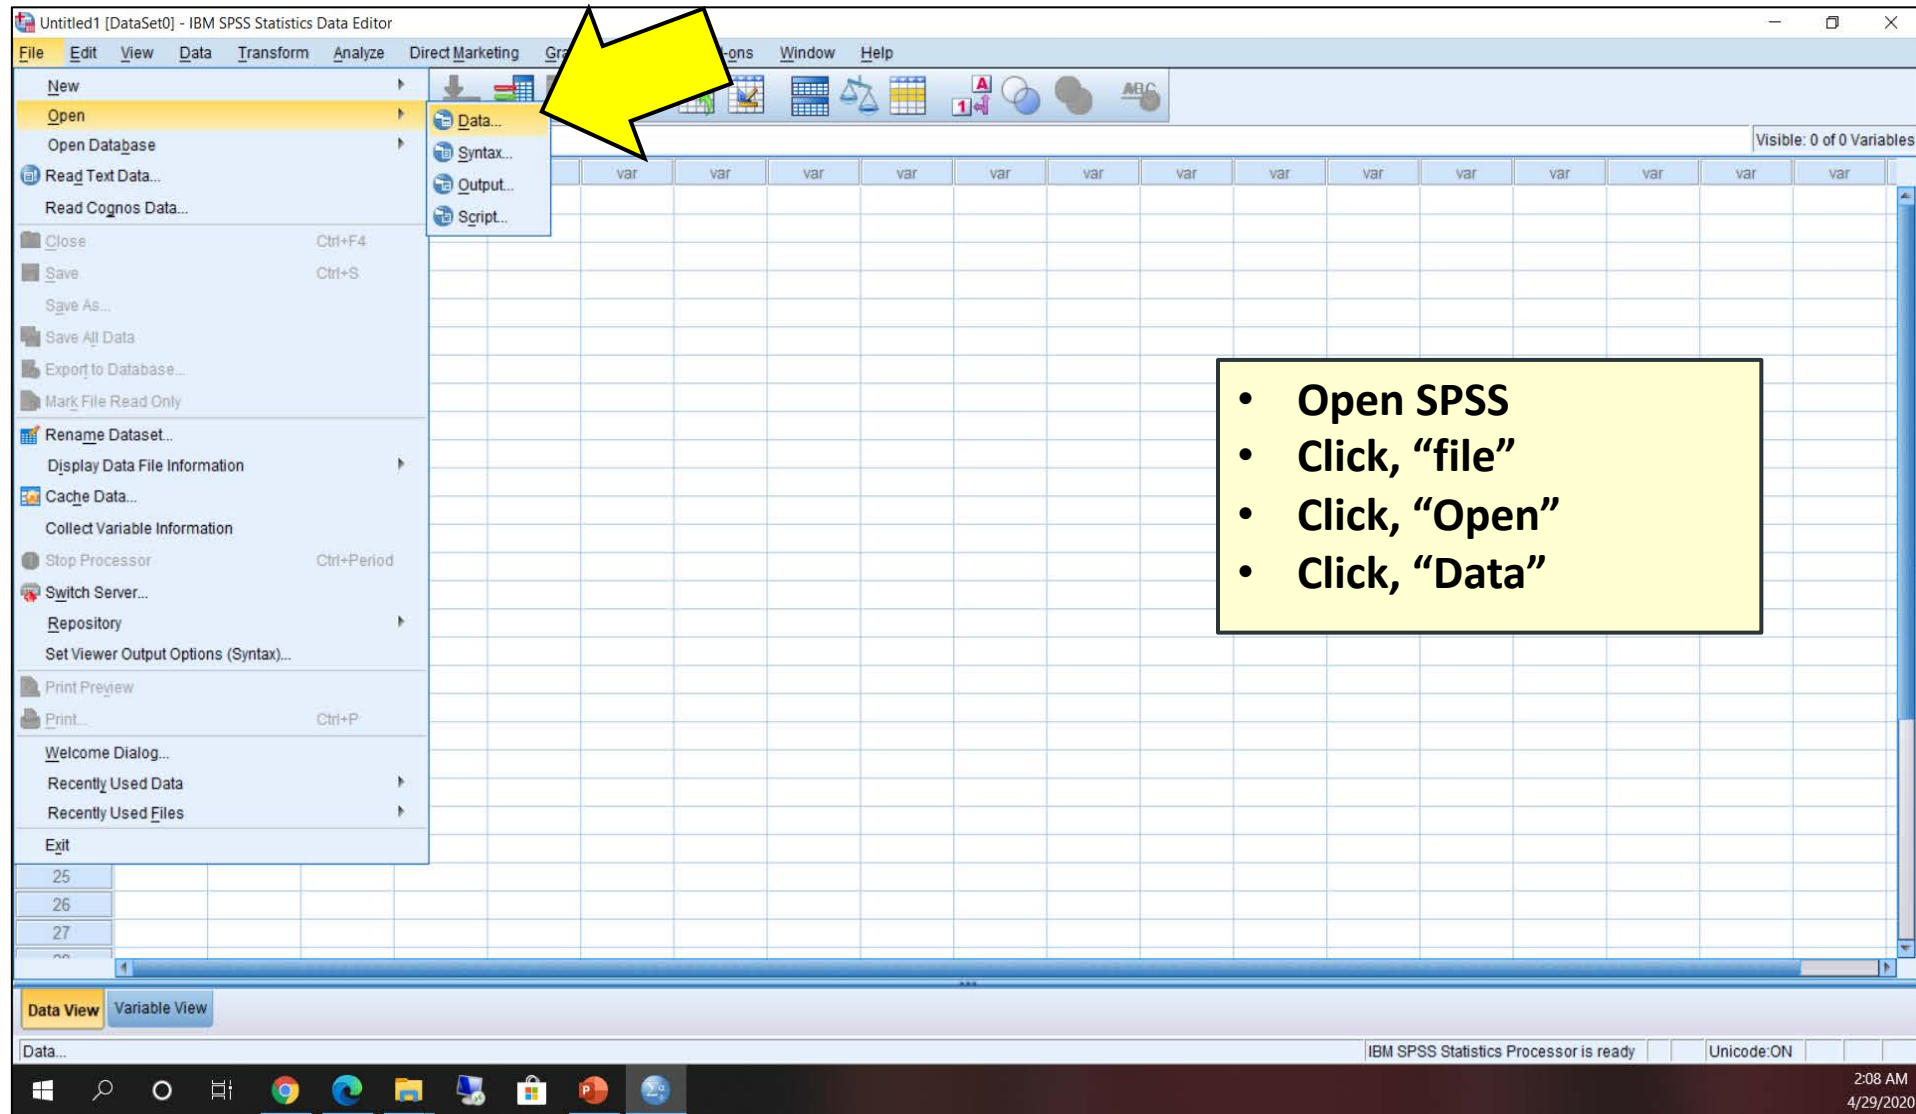 Untitled1 [DataSet0] - IBM SPSS Statistics Data Editor
File Edit View Data Transform Analyze Direct Marketing Window Help
New
Open
Open Database
Read Text Data...
Read Cognos Data...
Close Ctrl+F4
Save Ctrl+S
Save As...
Save All Data
Export to Database...
Mark File Read Only
Rename Dataset...
Display Data File Information
Cache Data...
Collect Variable Information
Stop Processor Ctrl+Period
Switch Server...
Repository
Set Viewer Output Options (Syntax)...
Print Preview
Print... Ctrl+P
Welcome Dialog...
Recently Used Data
Recently Used Files
Exit
Data...
Syntax...
Output...
Script...
Visible: 0 of 0 Variables
var var var var var var var var var var var var var var
• Open SPSS
• Click, “file”
• Click, “Open”
• Click, “Data”
25
26
27
Data View Variable View
Data... IBM SPSS Statistics Processor is ready Unicode:ON
2:08 AM
4/29/2020